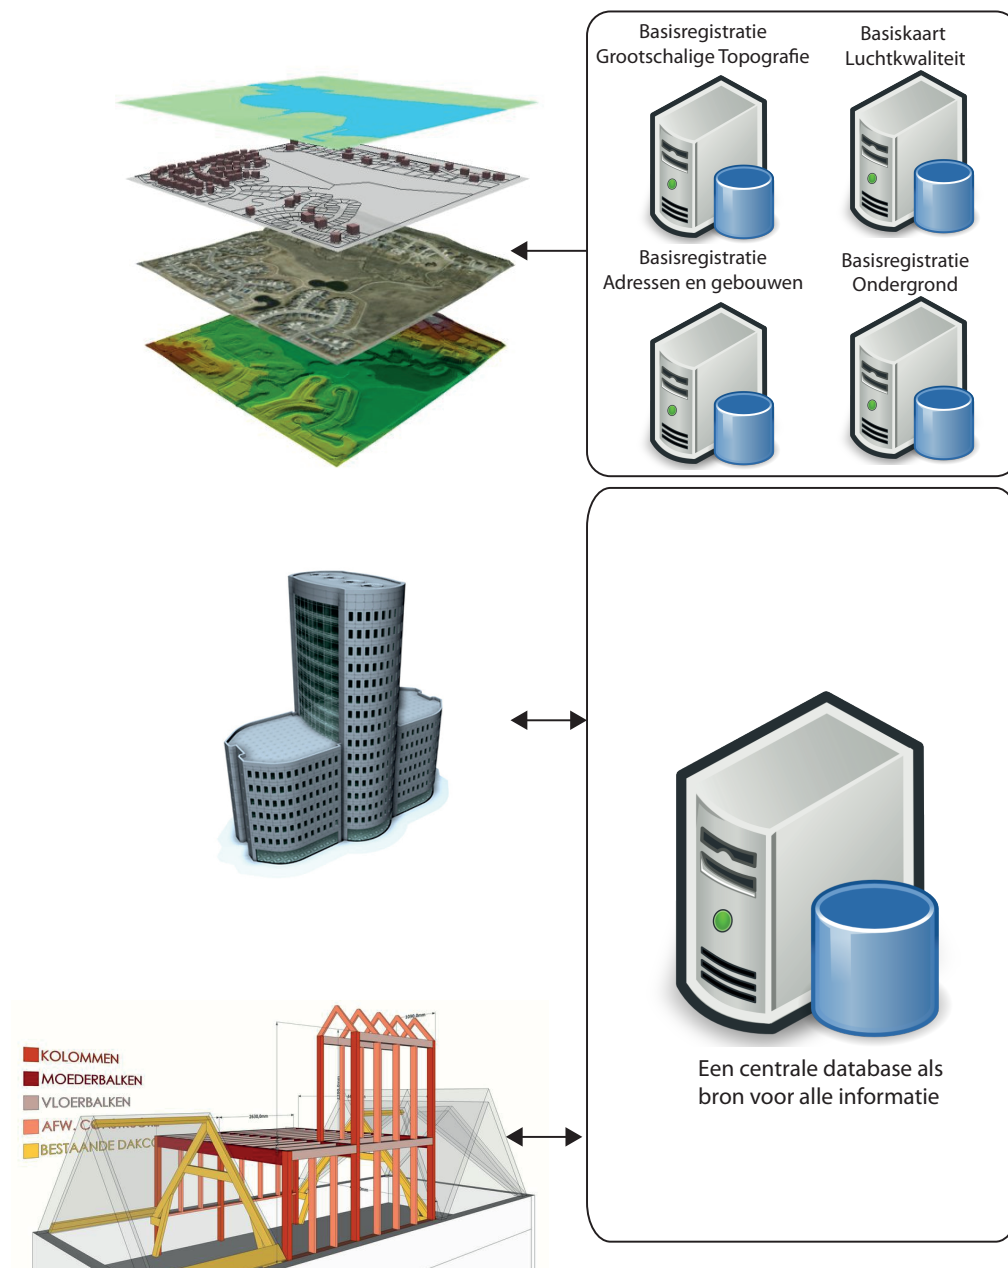 Basisregistratie
Grootschalige Topografie
Basiskaart
Luchtkwaliteit
Basisregistratie
Adressen en gebouwen
Basisregistratie
Ondergrond
Een centrale database als
bron voor alle informatie
KOLOMMEN
MOEDERBALKEN
VLOERBALKEN
AFW.
BESTAANDE DAKCO